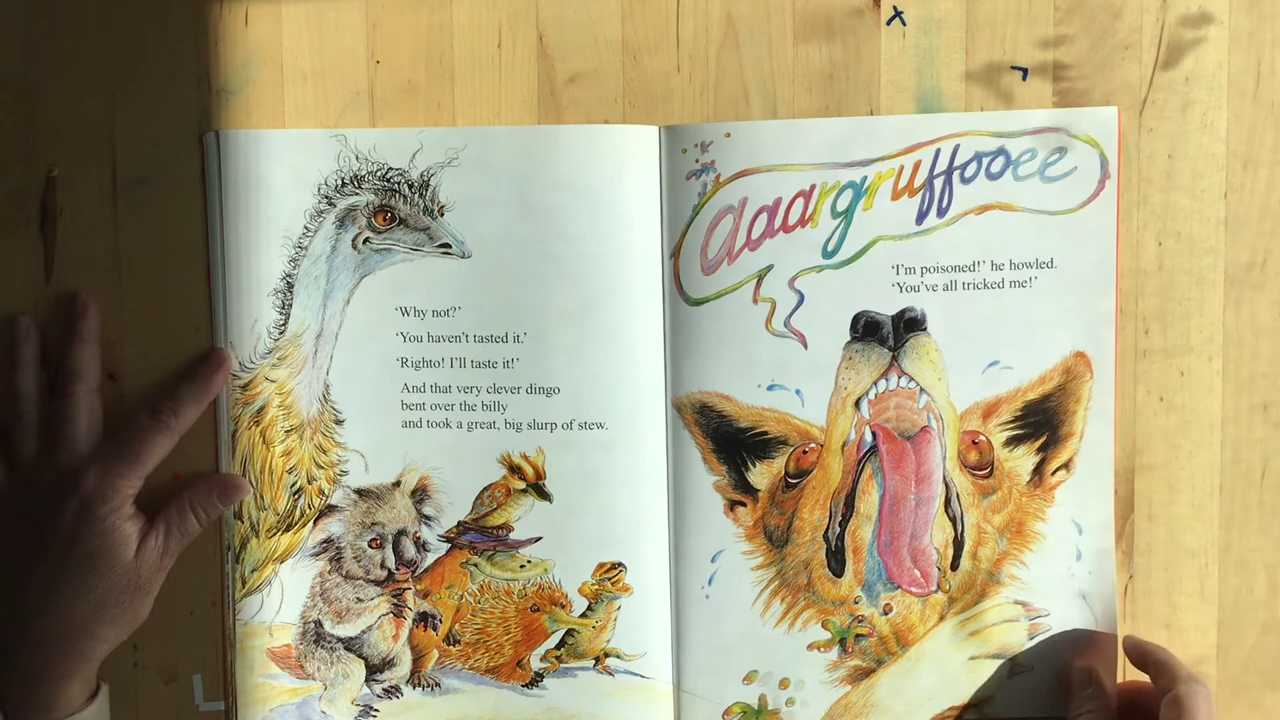 ‘Why not?’
‘You haven’t tasted it.’
‘Righto! I’ll taste it!’
And that very clever dingo
bent over the billy
and took a great, big slurp of stew.
aaargruffooee
‘I’m poisoned!’ he howled.
‘You’ve all tricked me!’